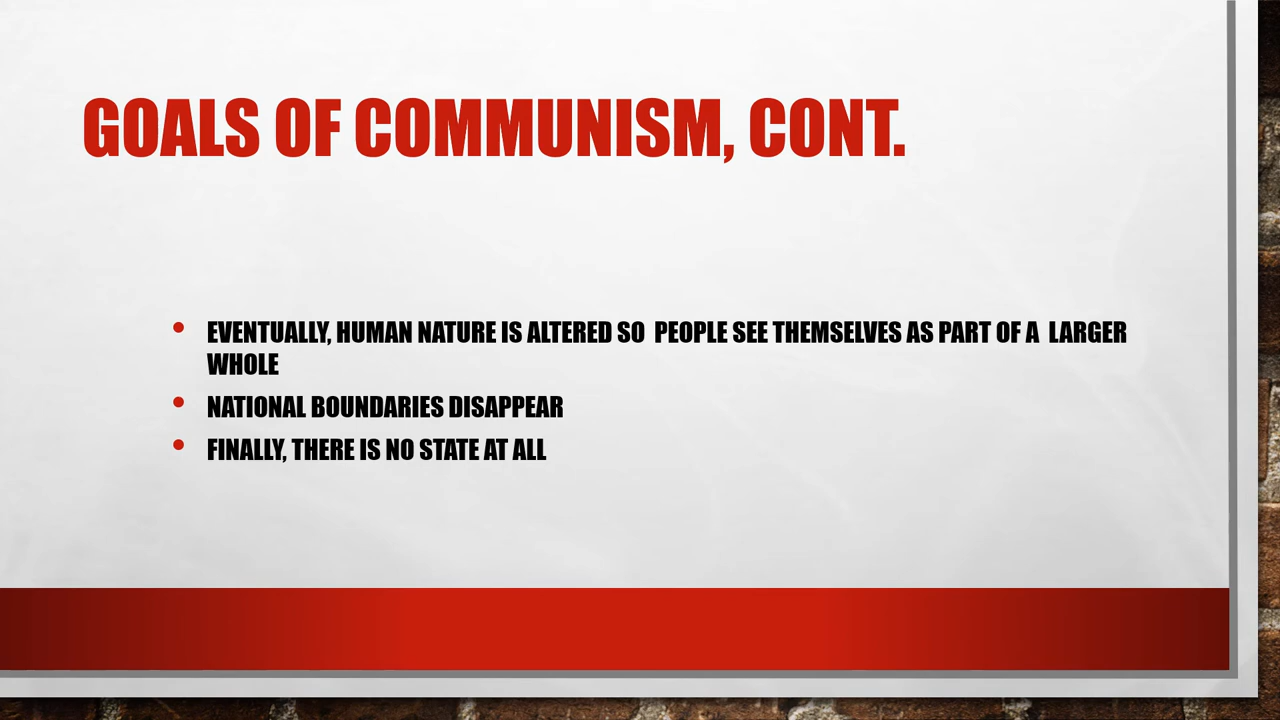 GOALS OF COMMUNISM, CONT.
• EVENTUALLY, HUMAN NATURE IS ALTERED SO  PEOPLE SEE THEMSELVES AS PART OF A  LARGER
WHOLE
• NATIONAL BOUNDARIES DISAPPEAR
• FINALLY, THERE IS NO STATE AT ALL